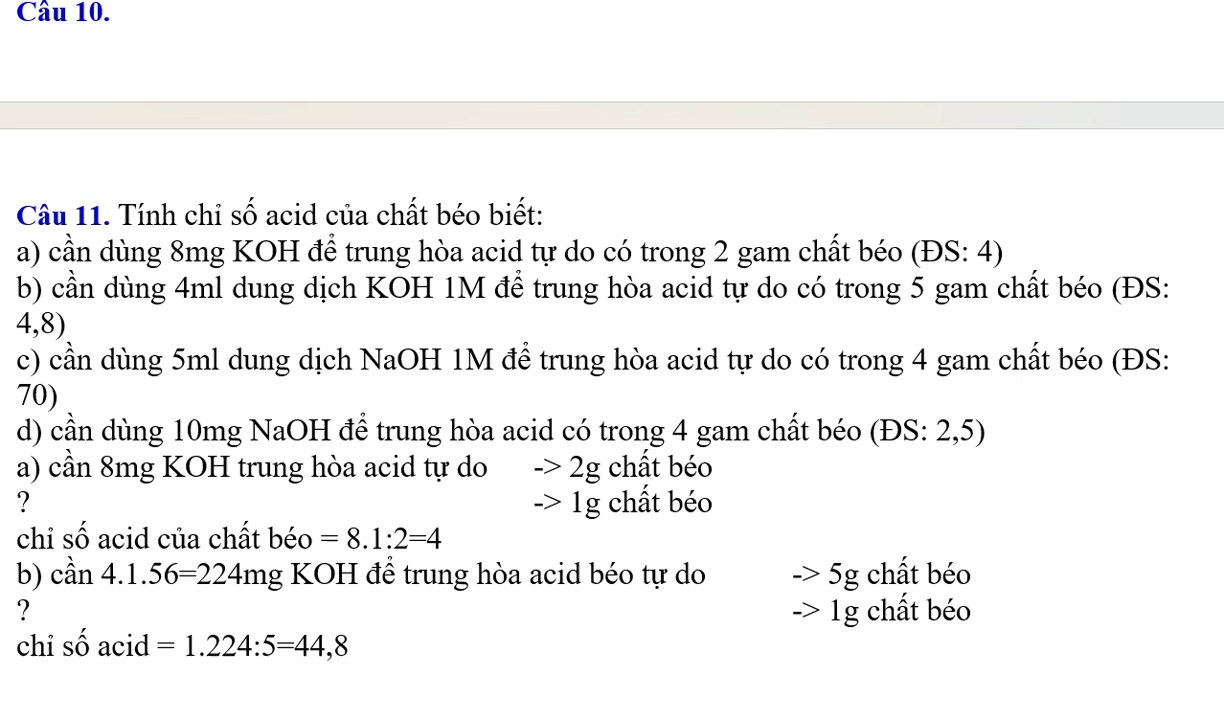 Câu 10.
Câu 11. Tính chỉ số acid của chất béo biết:
a) cần dùng 8mg KOH để trung hòa acid tự do có trong 2 gam chất béo (ĐS: 4)
b) cần dùng 4ml dung dịch KOH 1M để trung hòa acid tự do có trong 5 gam chất béo (ĐS:
4,8)
c) cần dùng 5ml dung dịch NaOH 1M để trung hòa acid tự do có trong 4 gam chất béo (ĐS:
70)
d) cần dùng 10mg NaOH để trung hòa acid có trong 4 gam chất béo (ĐS: 2,5)
a) cần 8mg KOH trung hòa acid tự do -> 2g chất béo
? -> 1g chất béo
chỉ số acid của chất béo = 8.1:2=4
b) cần 4.1.56=224mg KOH để trung hòa acid béo tự do -> 5g chất béo
? -> 1g chất béo
chỉ số acid = 1.224:5=44,8